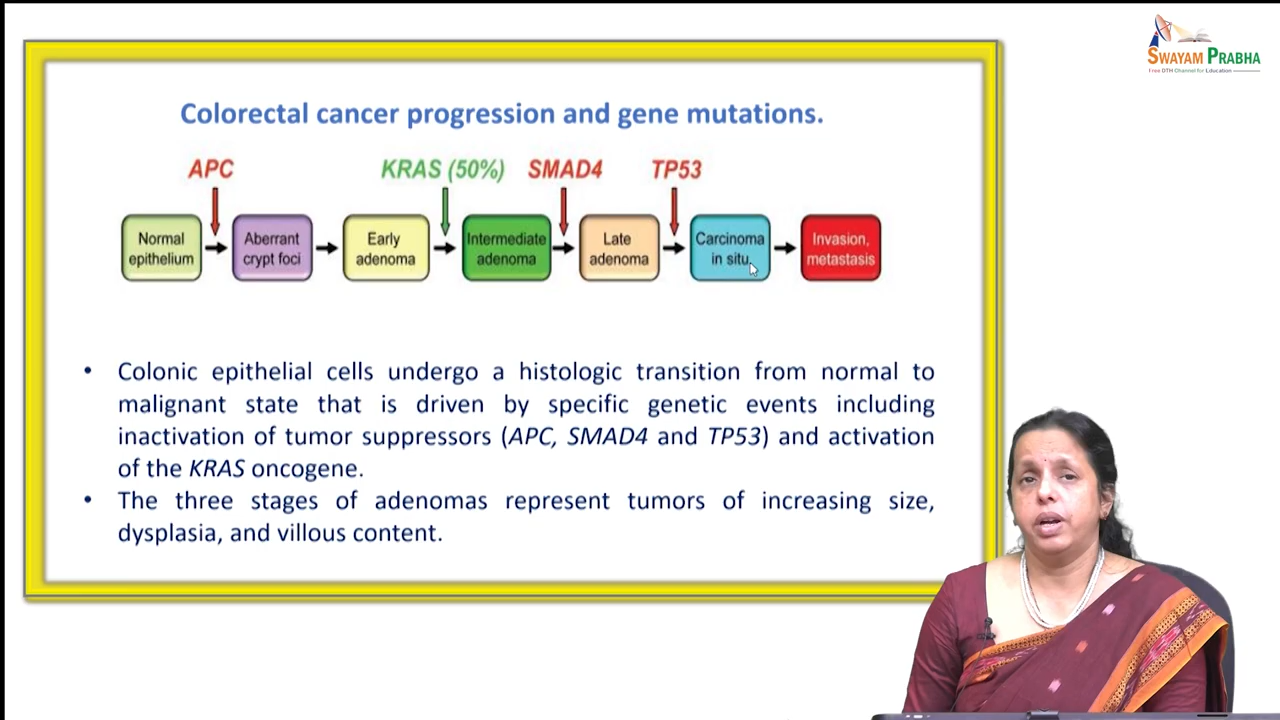 SWAYAM PRABHA
Free DTH Channel for Education
Colorectal cancer progression and gene mutations.
APC KRAS (50%) SMAD4 TP53
Normal epithelium
Aberrant crypt foci
Early adenoma
Intermediate adenoma
Late adenoma
Carcinoma in situ
Invasion, metastasis
• Colonic epithelial cells undergo a histologic transition from normal to
malignant state that is driven by specific genetic events including
inactivation of tumor suppressors (APC, SMAD4 and TP53) and activation
of the KRAS oncogene.
• The three stages of adenomas represent tumors of increasing size,
dysplasia, and villous content.